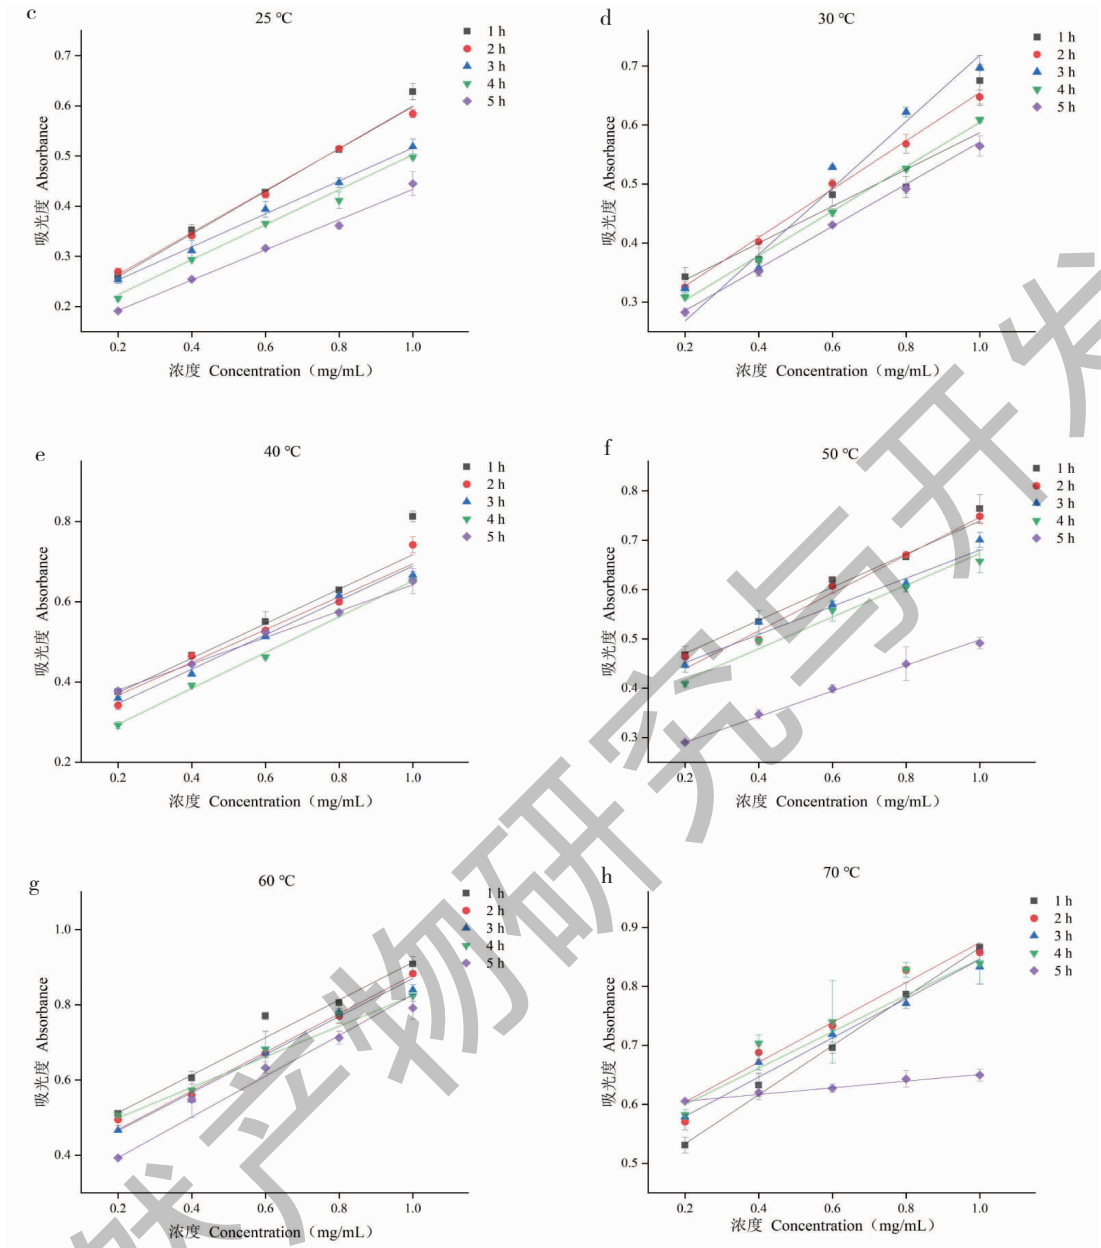 c
25 ℃
1 h
2 h
3 h
4 h
5 h
0.7
0.6
0.5
0.4
0.3
0.2
吸光度 Absorbance
0.2 0.4 0.6 0.8 1.0
浓度 Concentration（mg/mL）
d
30 ℃
1 h
2 h
3 h
4 h
5 h
0.7
0.6
0.5
0.4
0.3
吸光度 Absorbance
0.2 0.4 0.6 0.8 1.0
浓度 Concentration（mg/mL）
e
40 ℃
1 h
2 h
3 h
4 h
5 h
0.8
0.6
0.4
0.2
吸光度 Absorbance
0.2 0.4 0.6 0.8 1.0
浓度 Concentration（mg/mL）
f
50 ℃
1 h
2 h
3 h
4 h
5 h
0.8
0.7
0.6
0.5
0.4
0.3
吸光度 Absorbance
0.2 0.4 0.6 0.8 1.0
浓度 Concentration（mg/mL）
g
60 ℃
1 h
2 h
3 h
4 h
5 h
1.0
0.8
0.6
0.4
吸光度 Absorbance
0.2 0.4 0.6 0.8 1.0
浓度 Concentration（mg/mL）
h
70 ℃
1 h
2 h
3 h
4 h
5 h
0.9
0.8
0.7
0.6
0.5
吸光度 Absorbance
0.2 0.4 0.6 0.8 1.0
浓度 Concentration（mg/mL）
然产物研究与开发